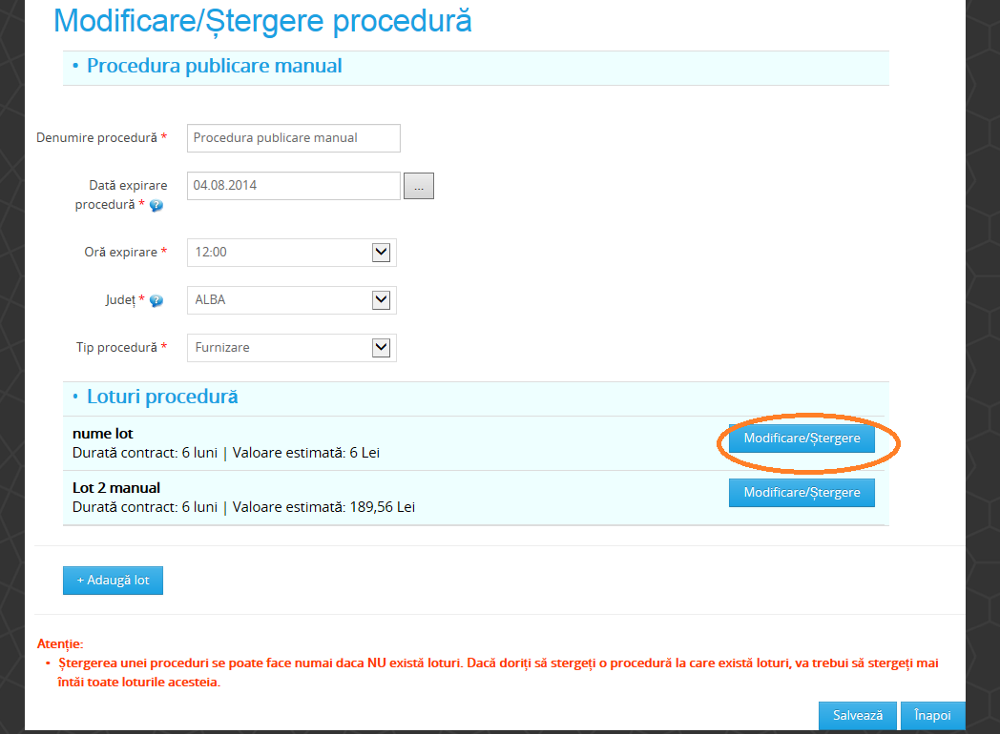 Modificare/Ștergere procedură
• Procedura publicare manual
Denumire procedură * Procedura publicare manual
Dată expirare
procedură * 04.08.2014 ...
Oră expirare * 12:00
Județ * ALBA
Tip procedură * Furnizare
• Loturi procedură
nume lot
Durată contract: 6 luni | Valoare estimată: 6 Lei
Modificare/Ștergere
Lot 2 manual
Durată contract: 6 luni | Valoare estimată: 189,56 Lei
Modificare/Ștergere
+ Adaugă lot
Atenție:
• Ștergerea unei proceduri se poate face numai daca NU există loturi. Dacă doriți să stergeți o procedură la care există loturi, va trebui să stergeți mai
întăi toate loturile acesteia.
Salvează Înapoi